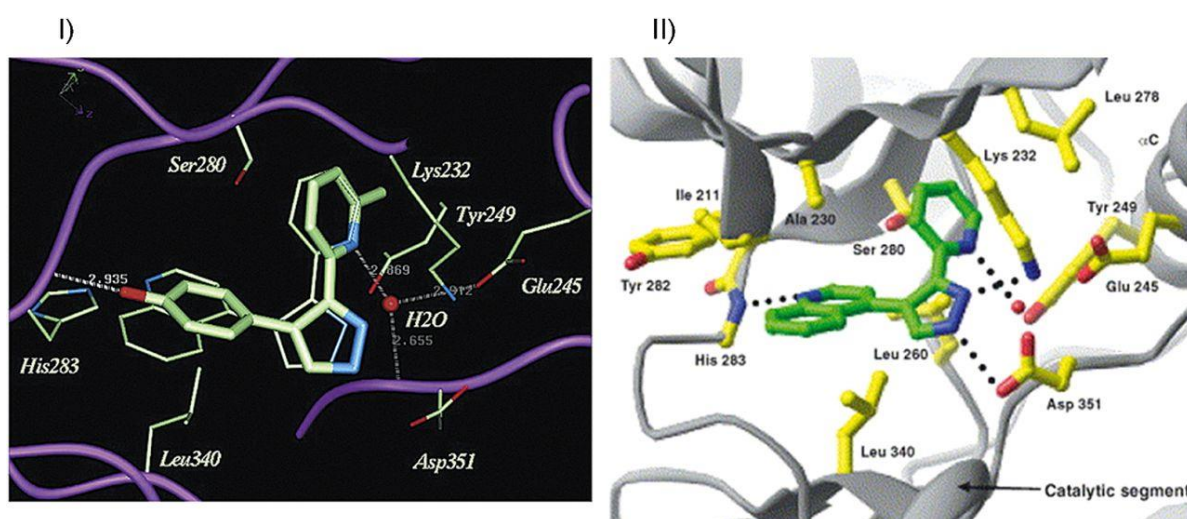 I)
II)
Ser280
Lys232
Tyr249
2.935
2.869
2.912
Glu245
H2O
His283
2.655
Leu340
Asp351
z
Leu 278
αC
Lys 232
Ile 211
Ala 230
Tyr 249
Ser 280
Tyr 282
Glu 245
His 283
Leu 260
Asp 351
Leu 340
Catalytic segment